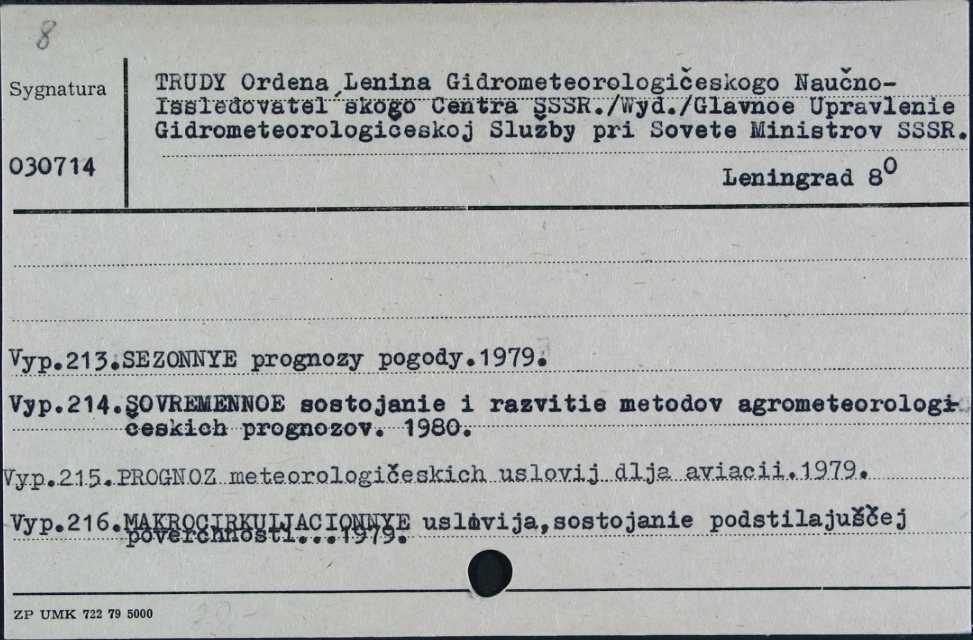 8
Sygnatura
030714
TRUDY Ordena Lenina Gidrometeorologičeskogo Naučno-
Issledovatel´skogo Centra SSSR./Wyd./Glavnoe Upravlenie
Gidrometeorologičeskoj Služby pri Sovete Ministrov SSSR.
Leningrad 8⁰
Vyp.213.SEZONNYE prognozy pogody.1979.
Vyp.214.SOVREMENNOE sostojanie i razvitie metodov agrometeorologi-
českich prognozov. 1980.
Vyp.215.PROGNOZ meteorologičeskich uslovij dlja aviacii.1979.
Vyp.216.MAKROCIRKULJACIONNYE uslovija,sostojanie podstilajuščej
poverchnosti...1979.
ZP UMK 722 79 5000